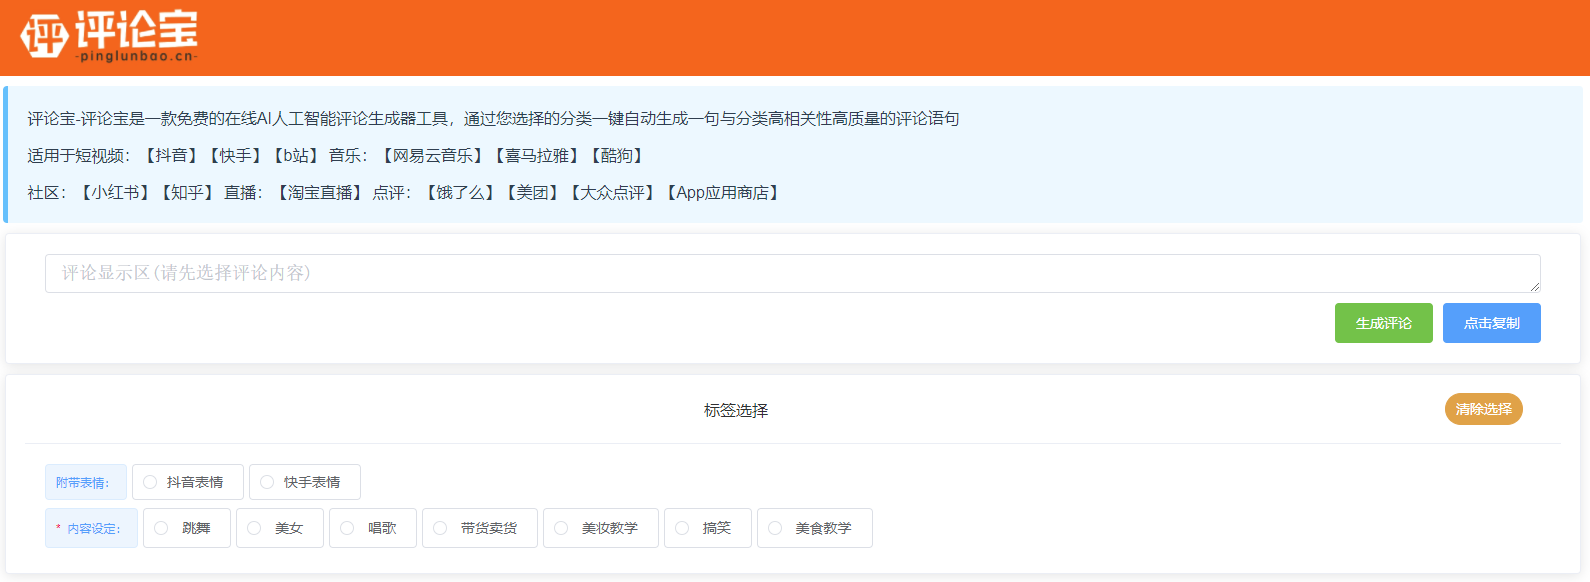 评 评论宝
-pinglunbao.cn-
评论宝-评论宝是一款免费的在线AI人工智能评论生成器工具，通过您选择的分类一键自动生成一句与分类高相关性高质量的评论语句
适用于短视频：【抖音】【快手】【b站】 音乐：【网易云音乐】【喜马拉雅】【酷狗】
社区：【小红书】【知乎】 直播：【淘宝直播】 点评：【饿了么】【美团】【大众点评】【App应用商店】
评论显示区(请先选择评论内容)
生成评论 点击复制
标签选择 清除选择
附带表情： 抖音表情 快手表情
* 内容设定： 跳舞 美女 唱歌 带货卖货 美妆教学 搞笑 美食教学